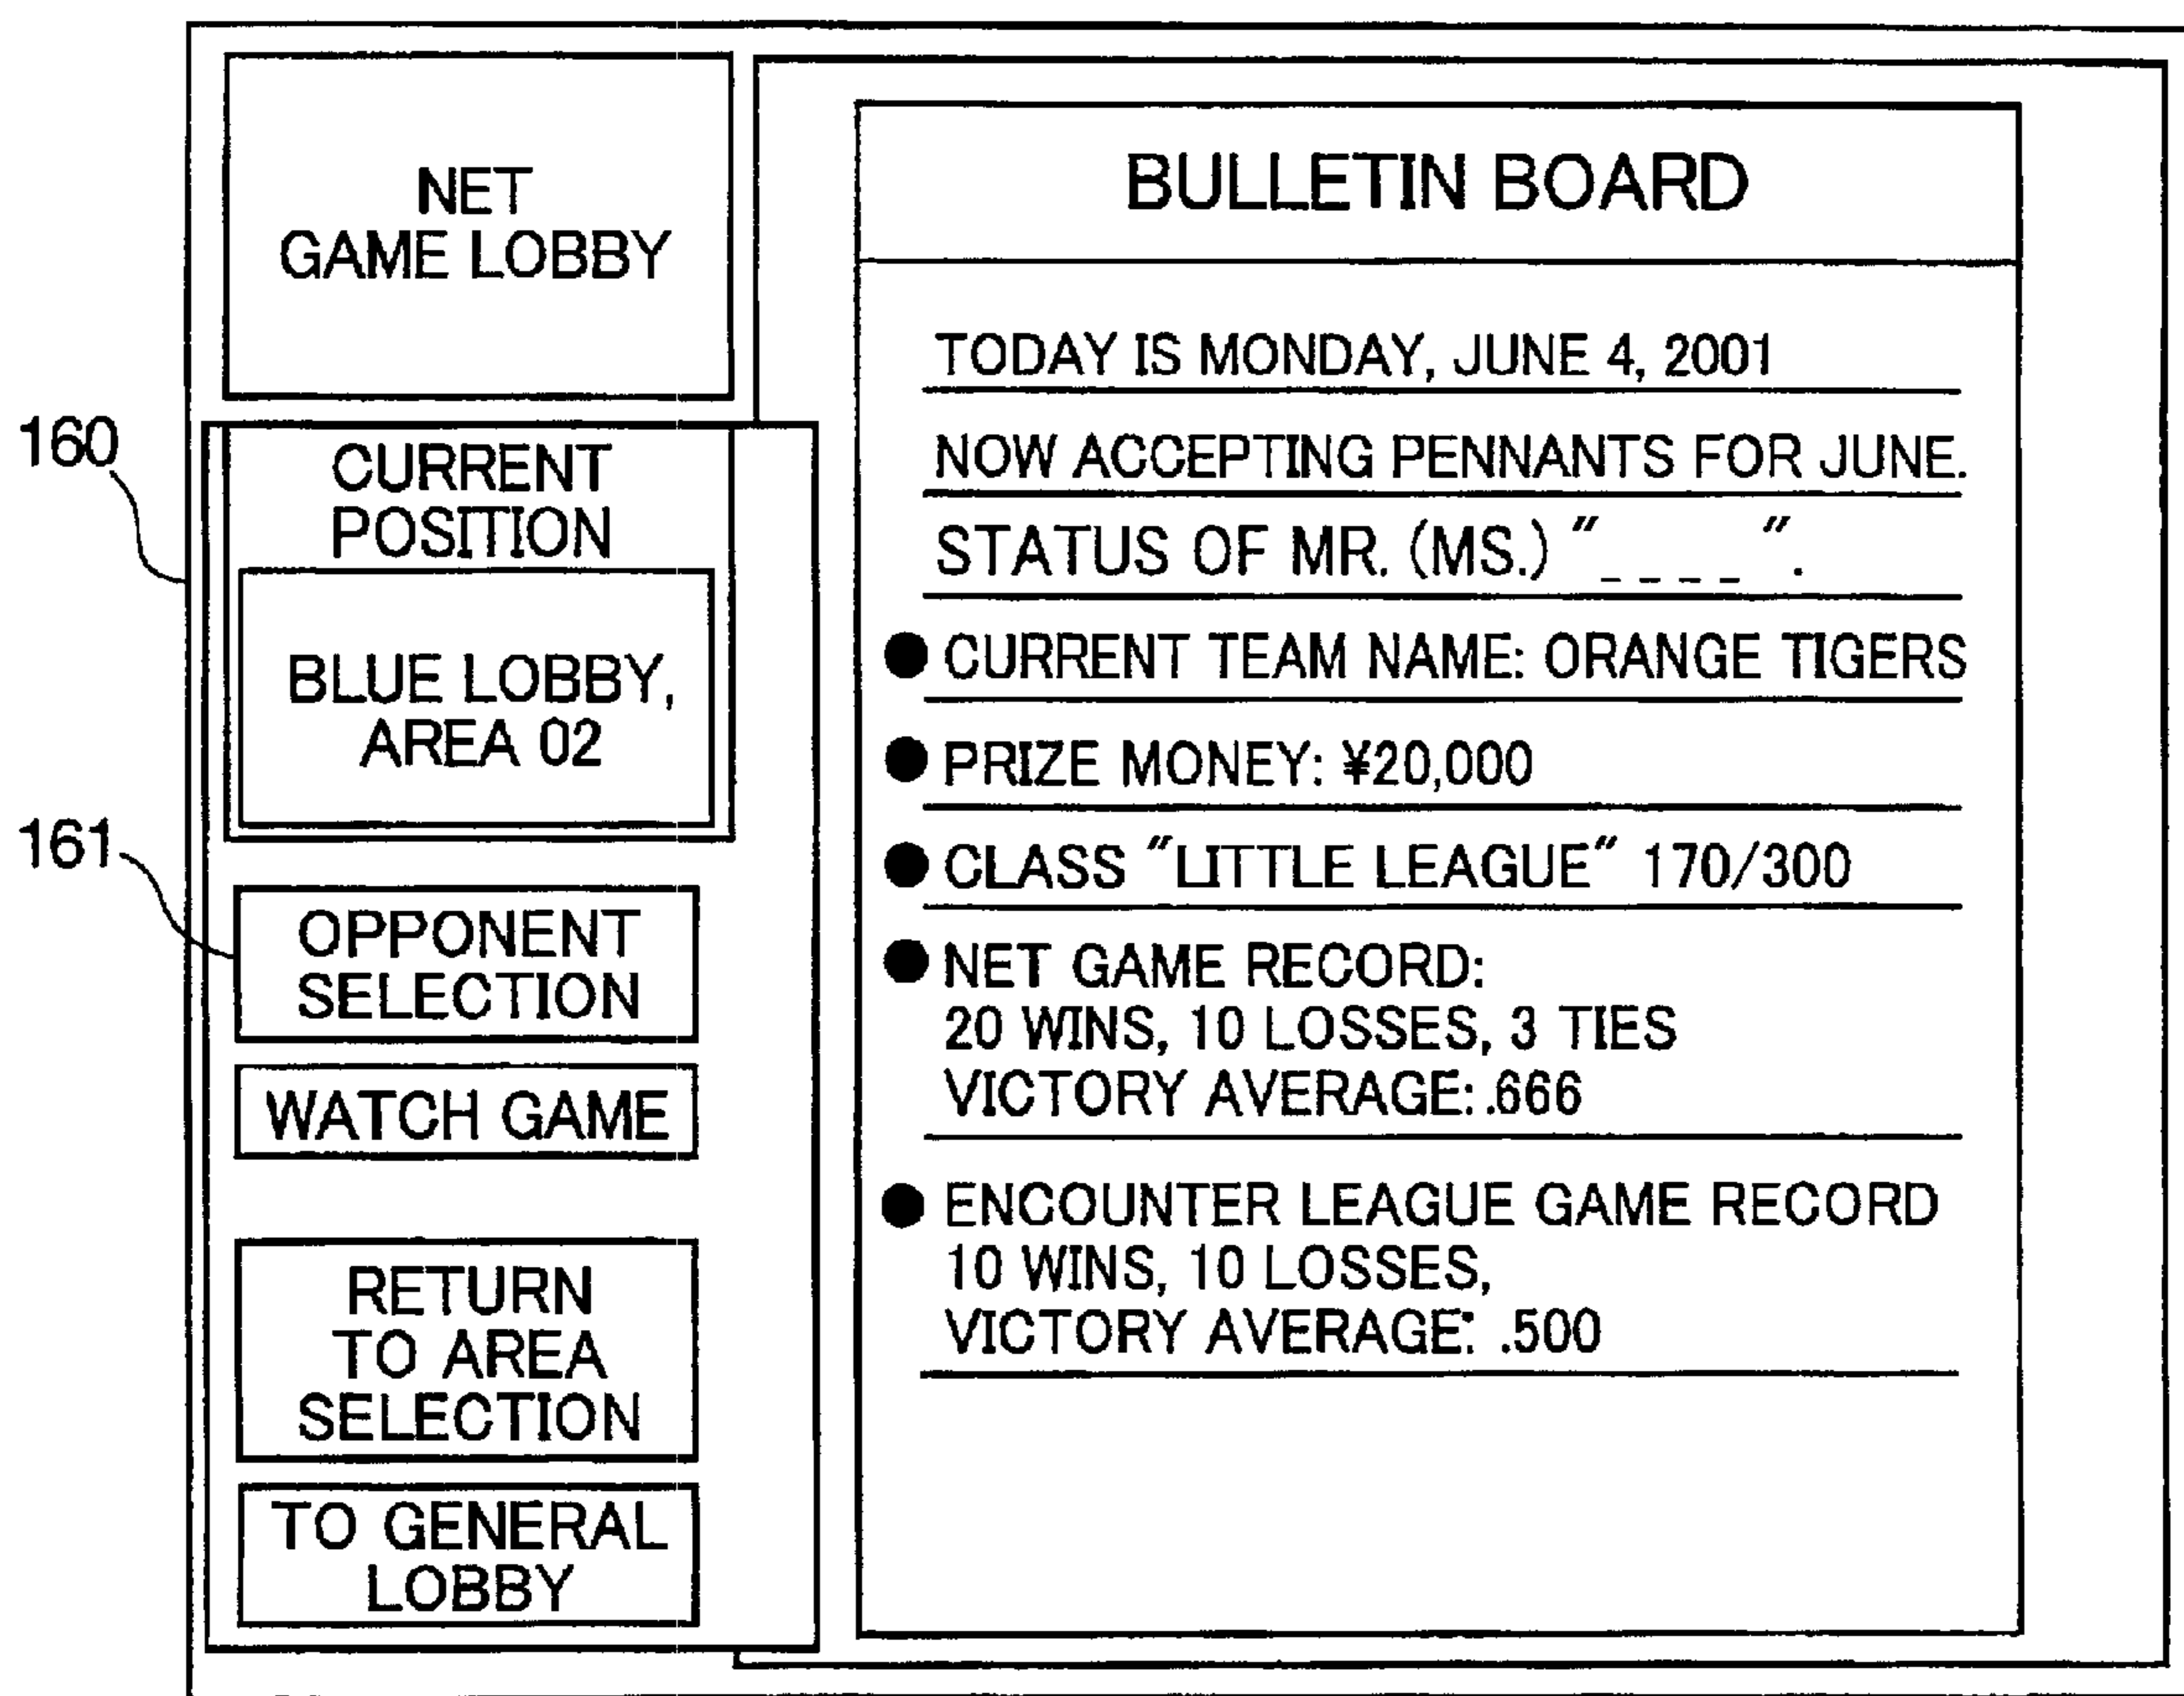 NET
GAME LOBBY
160
CURRENT
POSITION
BLUE LOBBY,
AREA 02
161
OPPONENT
SELECTION
WATCH GAME
RETURN
TO AREA
SELECTION
TO GENERAL
LOBBY
BULLETIN BOARD
TODAY IS MONDAY, JUNE 4, 2001
NOW ACCEPTING PENNANTS FOR JUNE.
STATUS OF MR. (MS.) "_ _ _ _ ".
● CURRENT TEAM NAME: ORANGE TIGERS
● PRIZE MONEY: ¥20,000
● CLASS "LITTLE LEAGUE" 170/300
● NET GAME RECORD:
20 WINS, 10 LOSSES, 3 TIES
VICTORY AVERAGE: .666
● ENCOUNTER LEAGUE GAME RECORD
10 WINS, 10 LOSSES,
VICTORY AVERAGE: .500